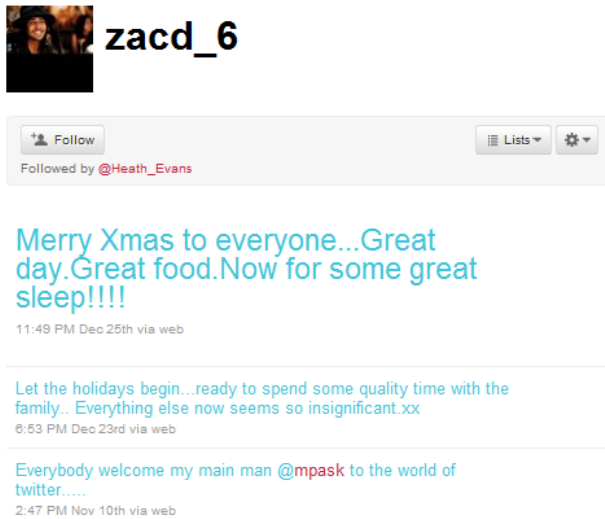 zacd_6
Follow
Lists
Followed by @Heath_Evans
Merry Xmas to everyone...Great
day.Great food.Now for some great
sleep!!!!
11:49 PM Dec 25th via web
Let the holidays begin...ready to spend some quality time with the
family.. Everything else now seems so insignificant.xx
6:53 PM Dec 23rd via web
Everybody welcome my main man @mpask to the world of
twitter.....
2:47 PM Nov 10th via web